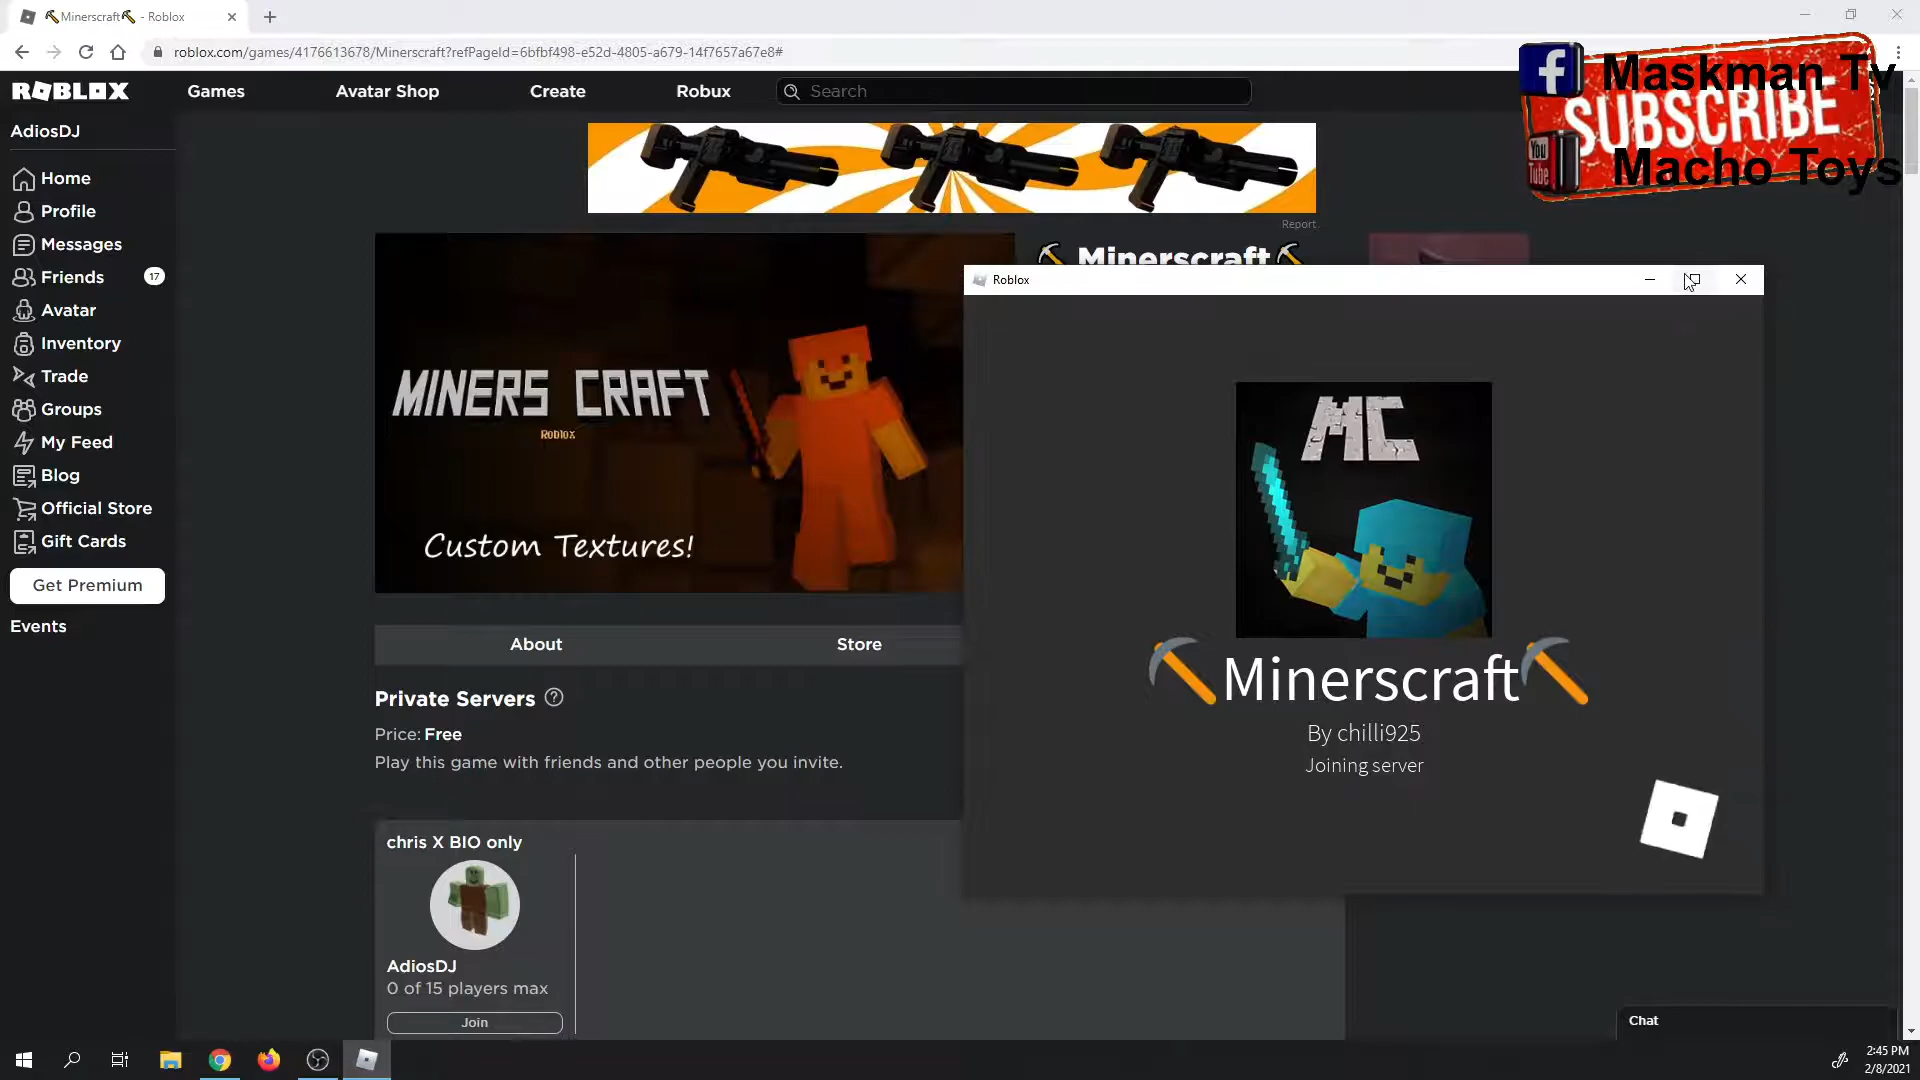 ⛏Minerscraft⛏ - Roblox
roblox.com/games/4176613678/Minerscraft?refPageId=6bfbf498-e52d-4805-a679-14f7657a67e8#
ROBLOX
Games
Avatar Shop
Create
Robux
Search
Maskman Tv
SUBSCRIBE
You Tube
Macho Toys
AdiosDJ
Home
Profile
Messages
Friends
17
Avatar
Inventory
Trade
Groups
My Feed
Blog
Official Store
Gift Cards
Get Premium
Events
Report
MINERS CRAFT
Roblox
Custom Textures!
⛏Minerscraft⛏
Roblox
MC
⛏Minerscraft⛏
By chilli925
Joining server
About
Store
Private Servers
Price: Free
Play this game with friends and other people you invite.
chris X BIO only
AdiosDJ
0 of 15 players max
Join
Chat
2:45 PM
2/8/2021